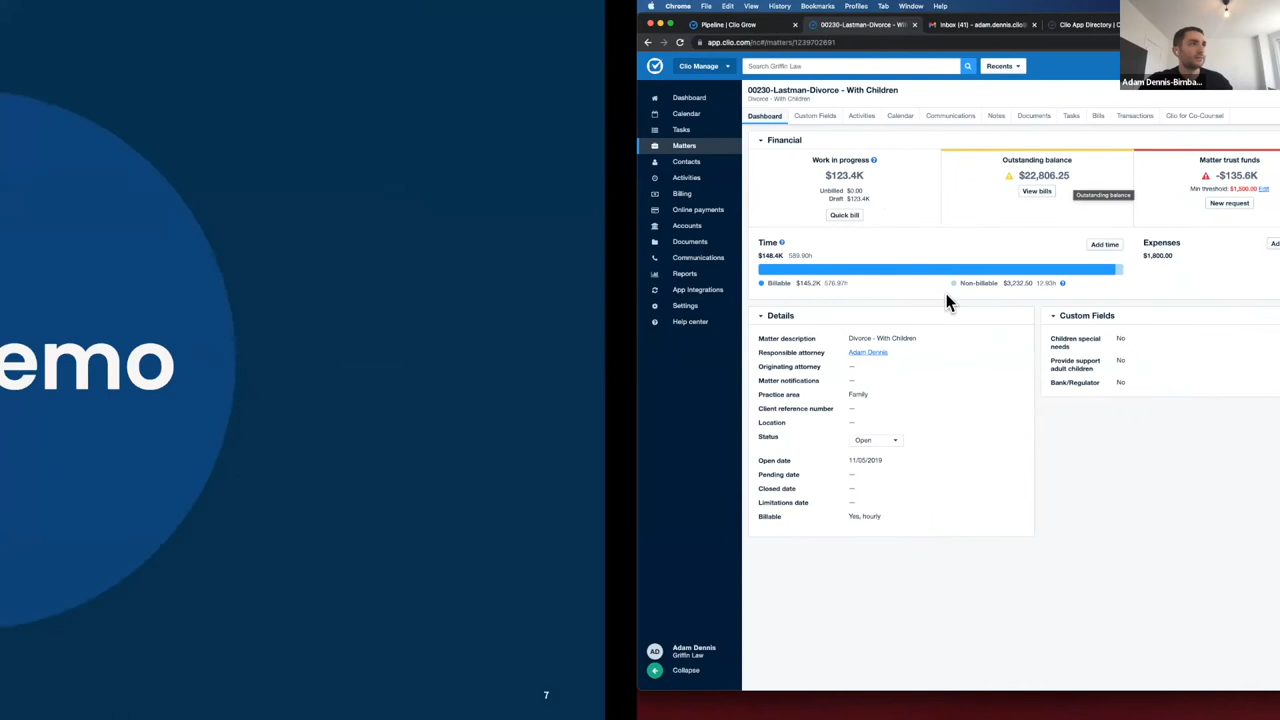 emo
7
Chrome File Edit View History Bookmarks Profiles Tab Window Help
Pipeline | Clio Grow
00230-Lastman-Divorce - Wi
Inbox (41) - adam.dennis.clio@
Clio App Directory | C
app.clio.com/nc#/matters/1239702691
Clio Manage
Search Griffin Law
Recents
Adam Dennis-Birnba...
Dashboard
Calendar
Tasks
Matters
Contacts
Activities
Billing
Online payments
Accounts
Documents
Communications
Reports
App Integrations
Settings
Help center
AD
Adam Dennis
Griffin Law
Collapse
00230-Lastman-Divorce - With Children
Divorce - With Children
Dashboard Custom Fields Activities Calendar Communications Notes Documents Tasks Bills Transactions Clio for Co-Counsel
Financial
Work in progress ?
$123.4K
Unbilled $0.00
Draft $123.4K
Quick bill
Outstanding balance
$22,806.25
View bills
Outstanding balance
Matter trust funds
-$135.6K
Min threshold: $1,500.00 Edit
New request
Time ?
Add time
$148.4K 589.90h
Billable $145.2K 576.97h
Non-billable $3,232.50 12.93h ?
Expenses
Ad
$1,800.00
Details
Matter description Divorce - With Children
Responsible attorney Adam Dennis
Originating attorney —
Matter notifications —
Practice area Family
Client reference number —
Location —
Status Open
Open date 11/05/2019
Pending date —
Closed date —
Limitations date —
Billable Yes, hourly
Custom Fields
Children special needs No
Provide support adult children No
Bank/Regulator No